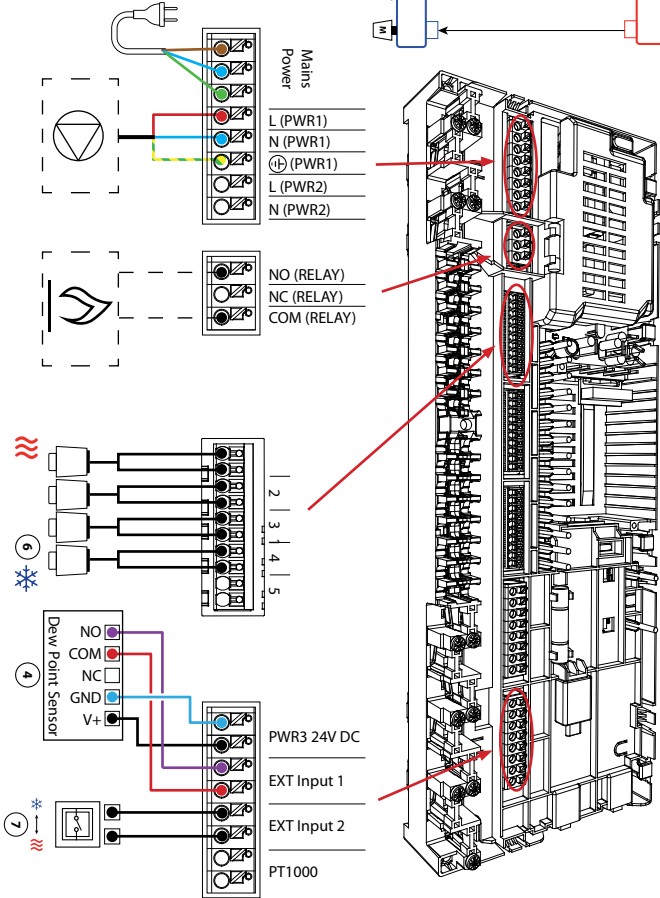 M
Mains
Power
L (PWR1)
N (PWR1)
(PWR1)
L (PWR2)
N (PWR2)
NO (RELAY)
NC (RELAY)
COM (RELAY)
2
3
4
5
6
Dew Point Sensor
NO
COM
NC
GND
V+
4
PWR3 24V DC
EXT Input 1
EXT Input 2
PT1000
7